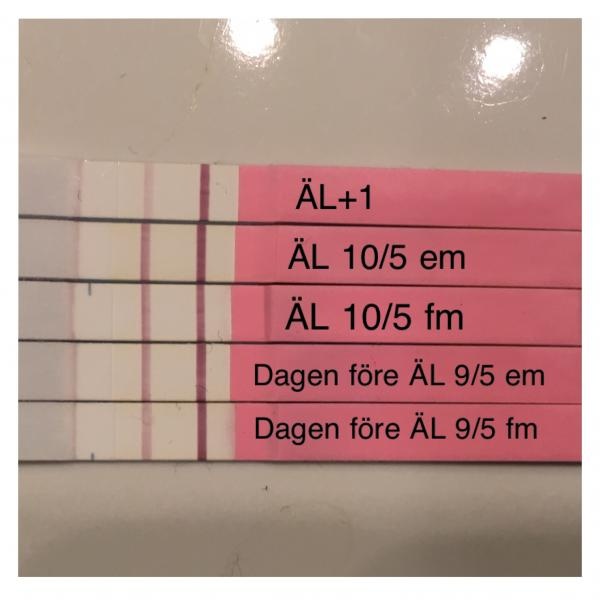 ÄL+1
ÄL 10/5 em
ÄL 10/5 fm
Dagen före ÄL 9/5 em
Dagen före ÄL 9/5 fm